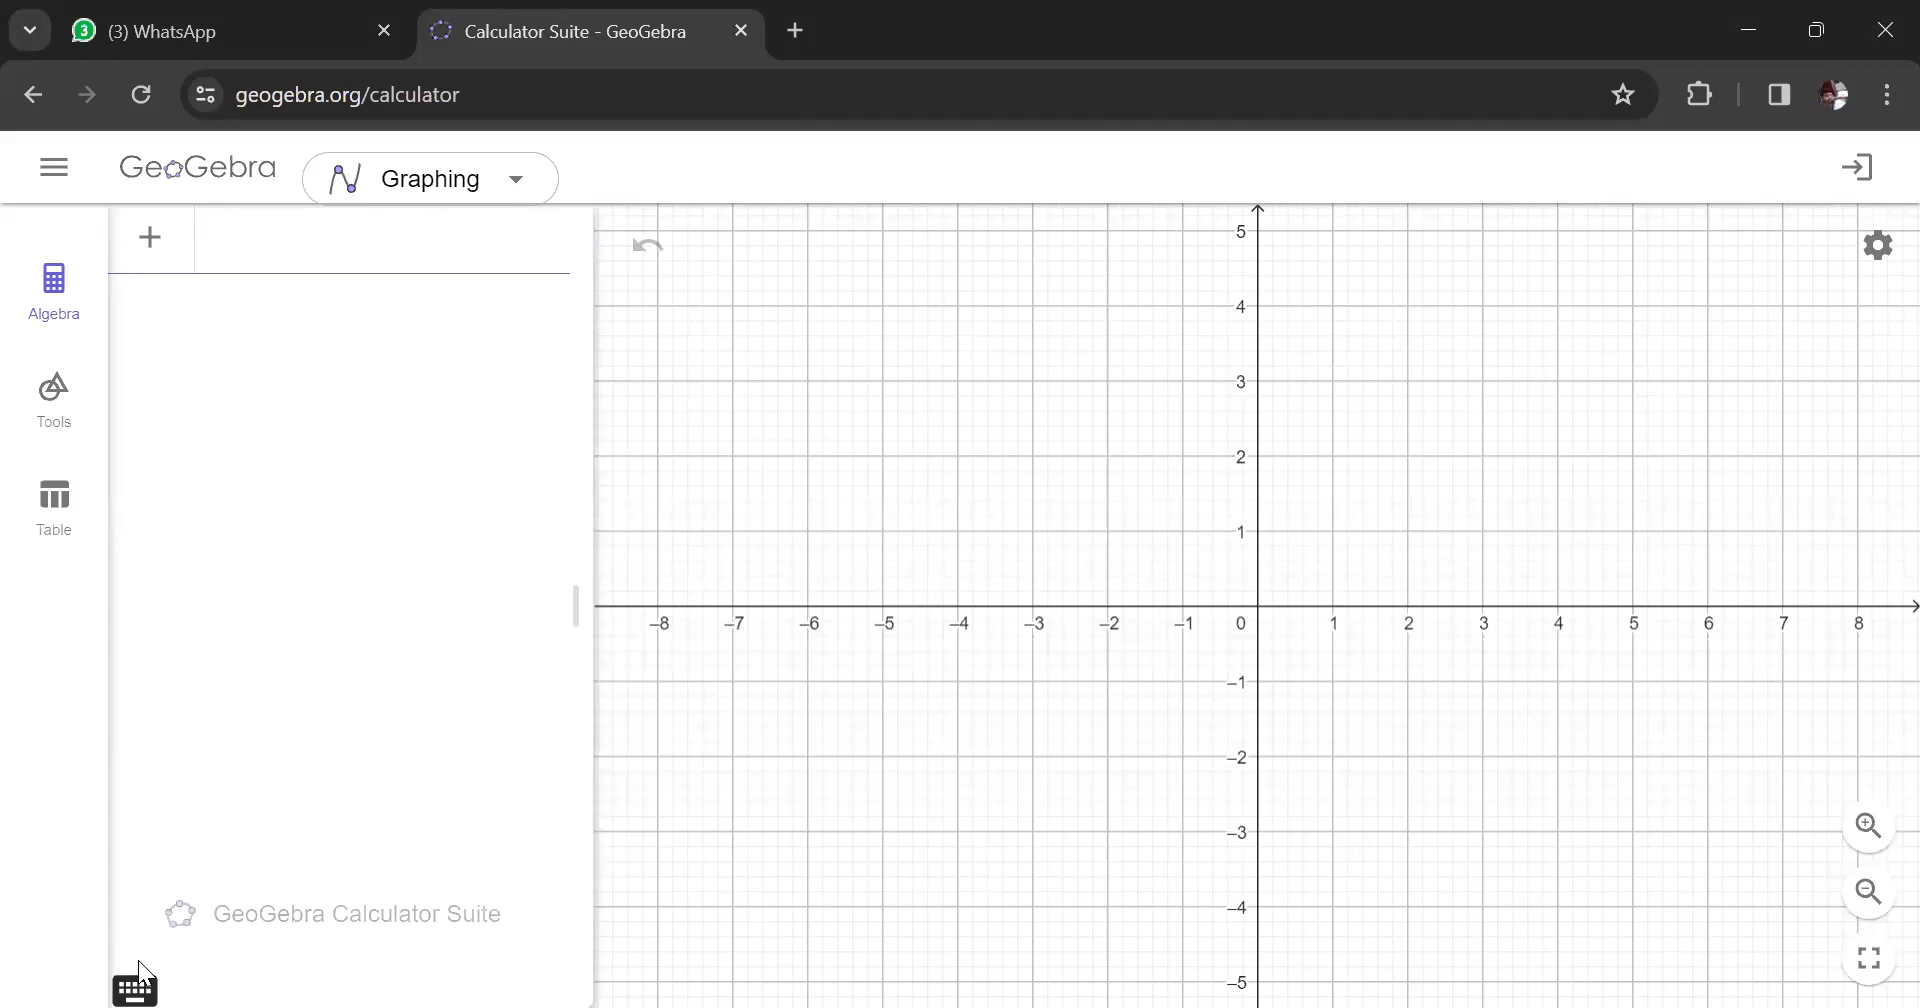 3 (3) WhatsApp
Calculator Suite - GeoGebra
geogebra.org/calculator
GeoGebra
Graphing
Algebra
Tools
Table
5
4
3
2
1
–8 –7 –6 –5 –4 –3 –2 –1 0 1 2 3 4 5 6 7 8
–1
–2
–3
–4
–5
GeoGebra Calculator Suite